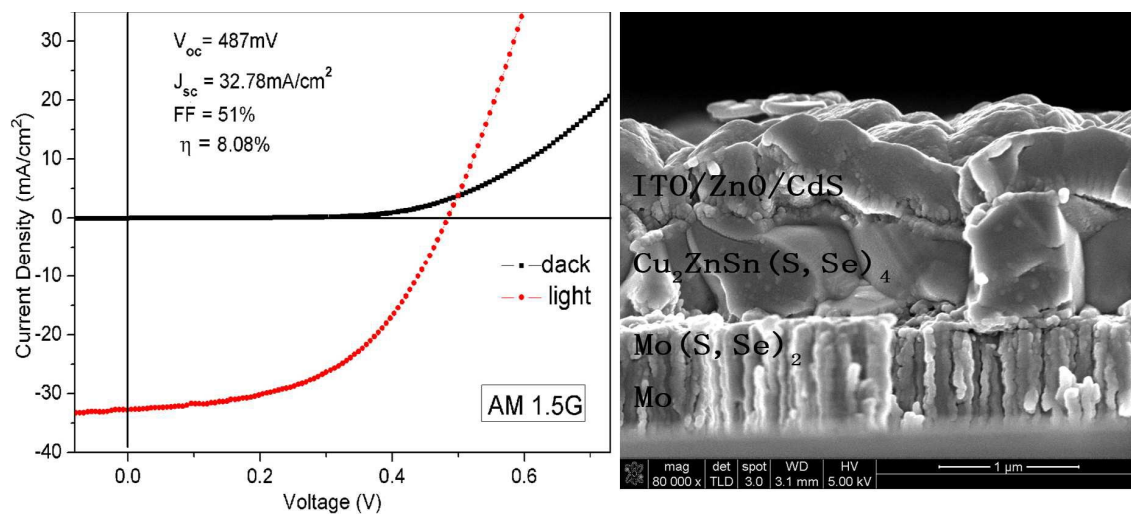 V_oc= 487mV
J_sc = 32.78mA/cm²
FF = 51%
η = 8.08%
Current Density (mA/cm²)
30
20
10
0
-10
-20
-30
-40
dack
light
AM 1.5G
0.0 0.2 0.4 0.6
Voltage (V)
ITO/ZnO/CdS
Cu₂ZnSn(S,Se)₄
Mo(S,Se)₂
Mo
mag det spot WD HV
80 000 x TLD 3.0 3.1 mm 5.00 kV
1 µm